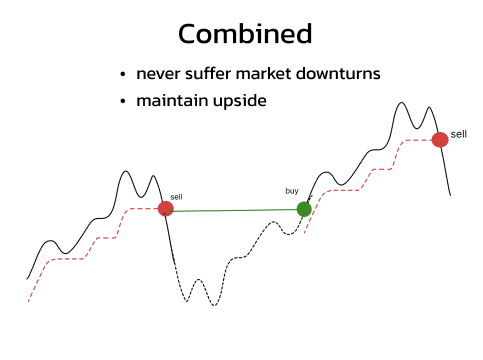 Combined
• never suffer market downturns
• maintain upside
sell
sell
buy